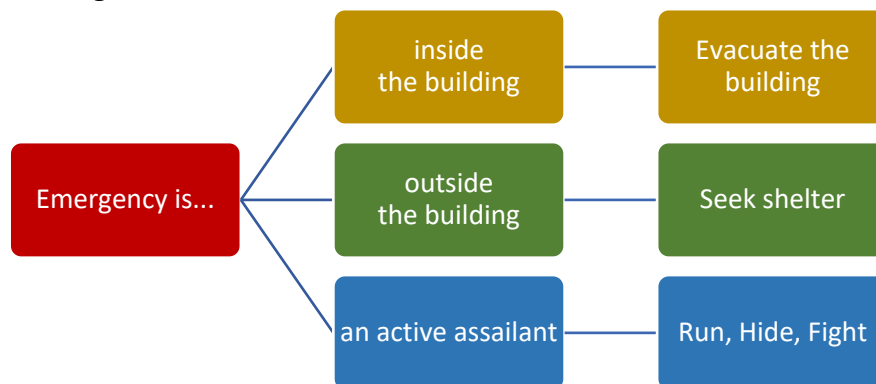 Emergency is...
inside
the building
Evacuate the
building
outside
the building
Seek shelter
an active assailant
Run, Hide, Fight